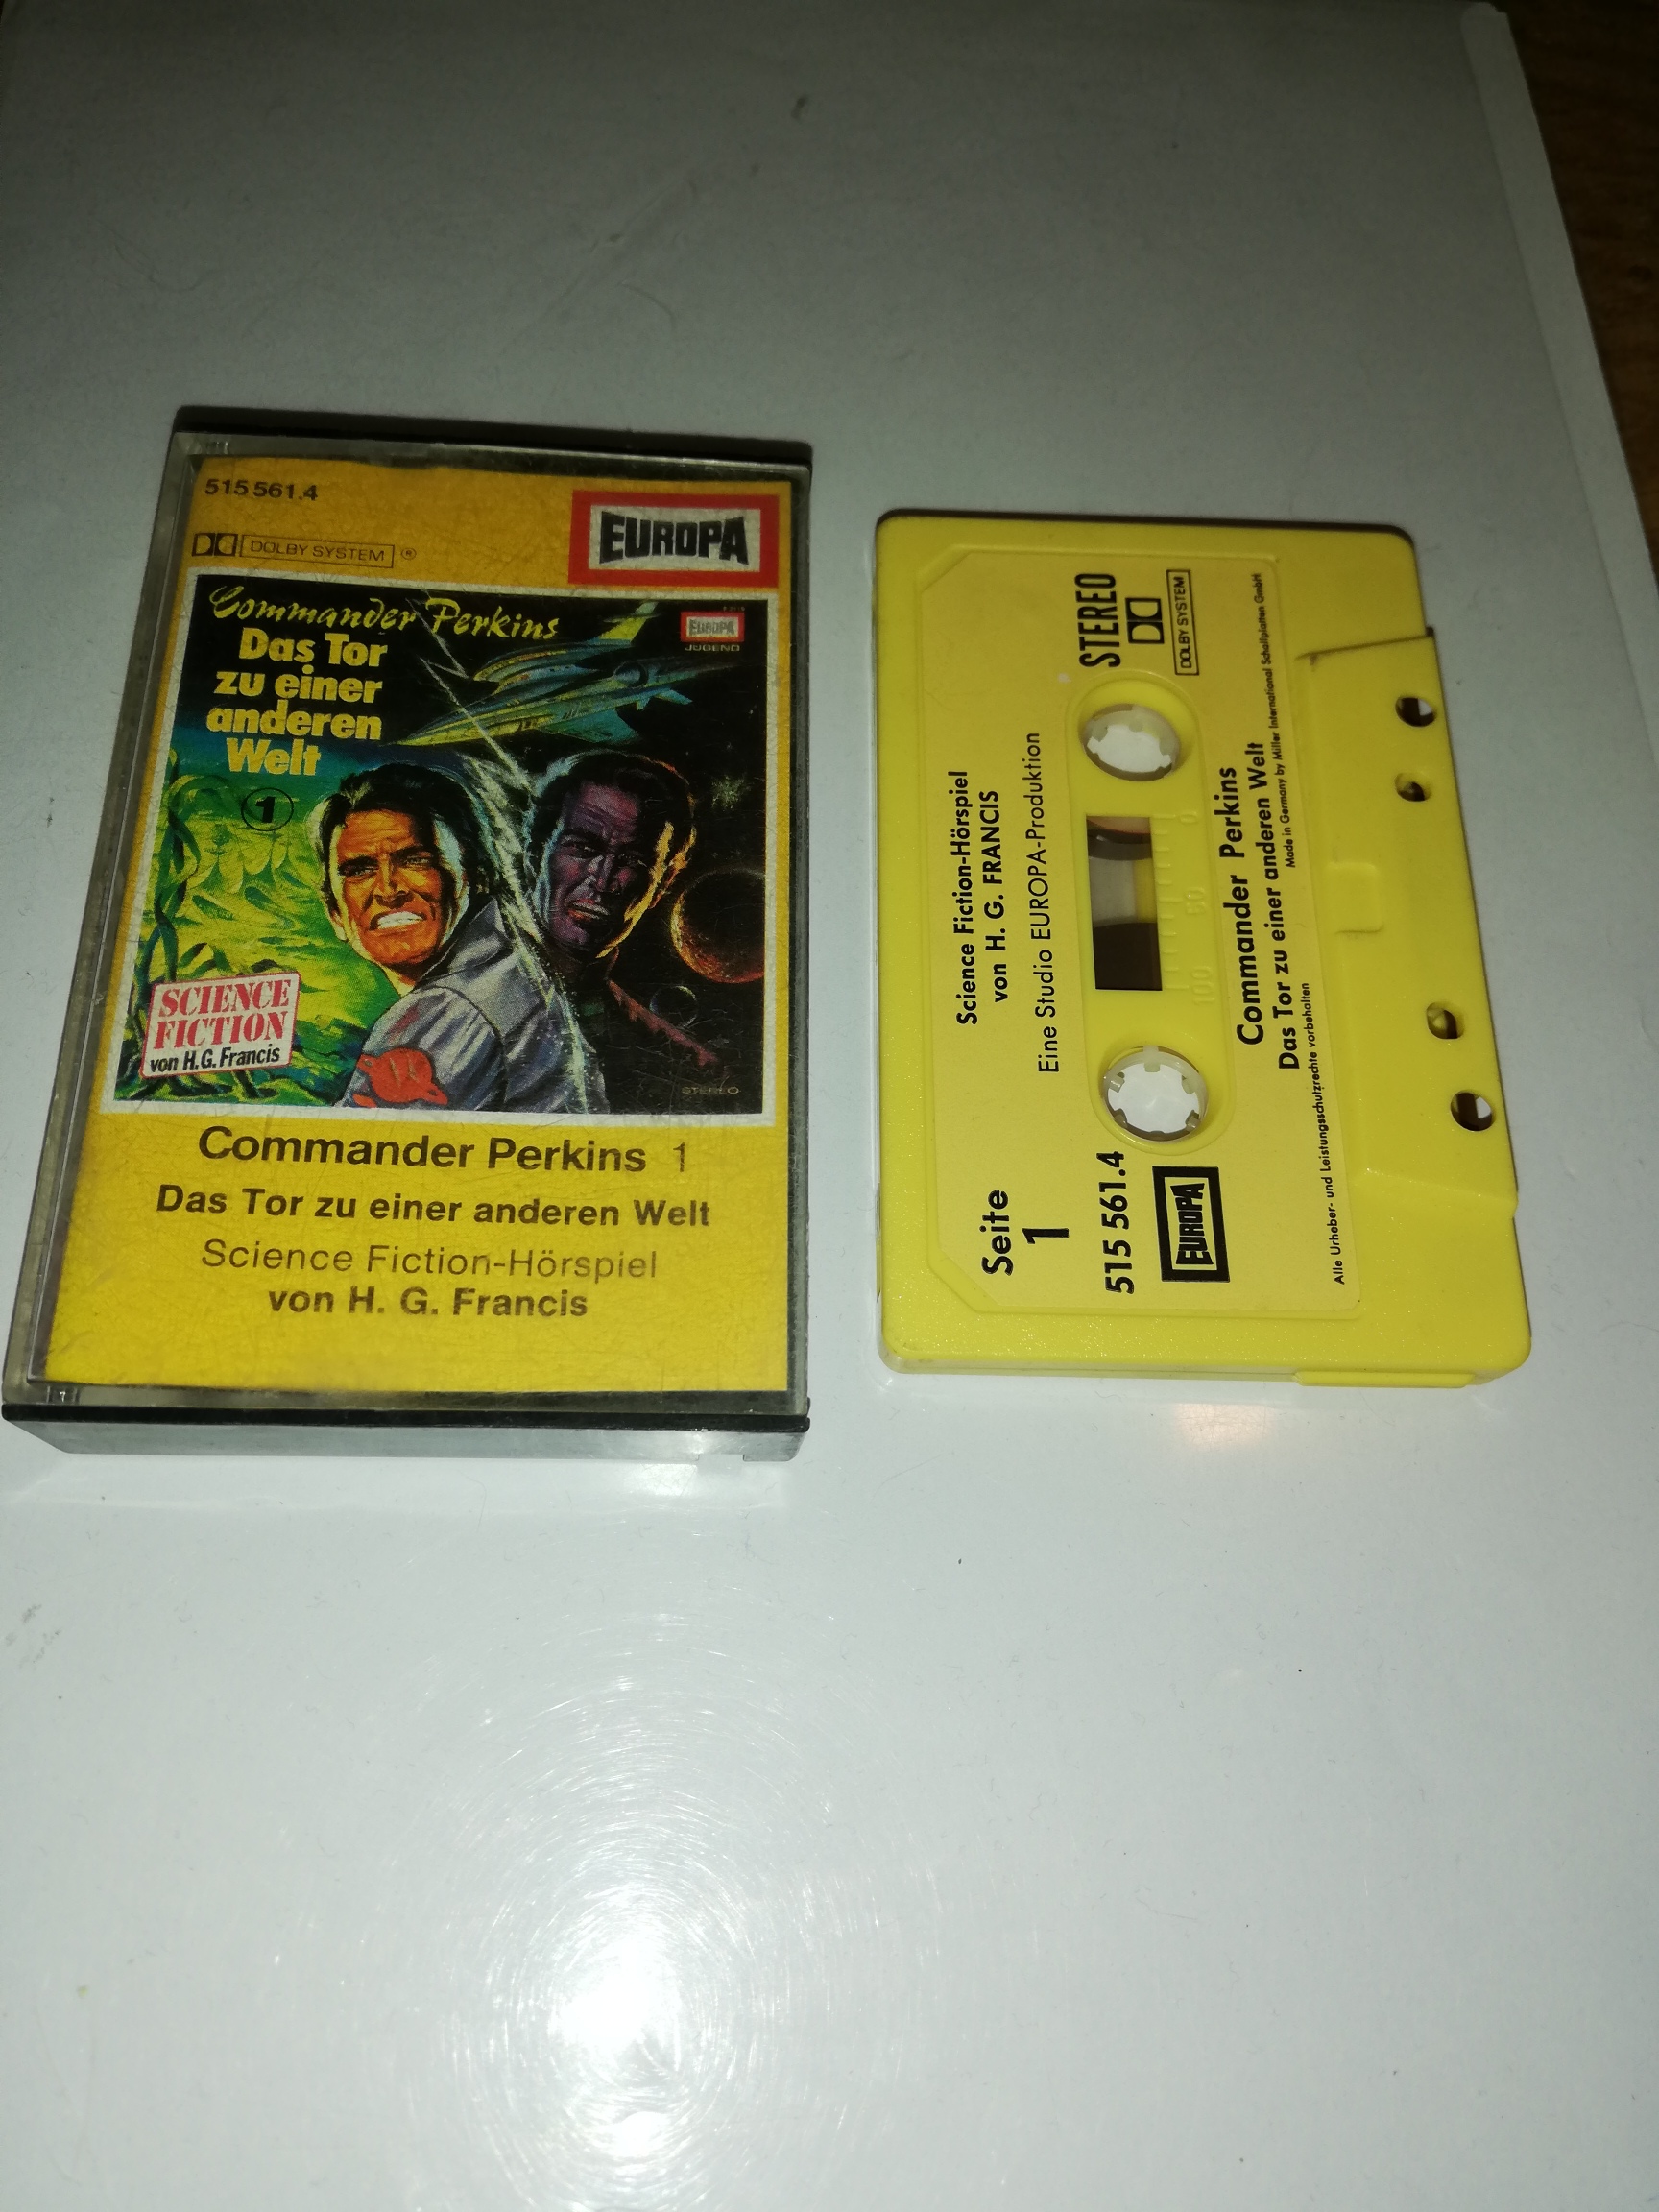 515 561.4
EUROPA
DOLBY SYSTEM ®
Commander Perkins
EUROPA
JUGEND
Das Tor
zu einer
anderen
Welt
1
SCIENCE
FICTION
von H.G. Francis
STEREO
Commander Perkins 1
Das Tor zu einer anderen Welt
Science Fiction-Hörspiel
von H. G. Francis
Science Fiction-Hörspiel
von H. G. FRANCIS
Eine Studio EUROPA-Produktion
Seite
1
STEREO
515 561.4
DOLBY SYSTEM
EUROPA
0
50
100
Commander Perkins
Das Tor zu einer anderen Welt
Made in Germany by Miller International Schallplatten GmbH
Alle Urheber- und Leistungsschutzrechte vorbehalten